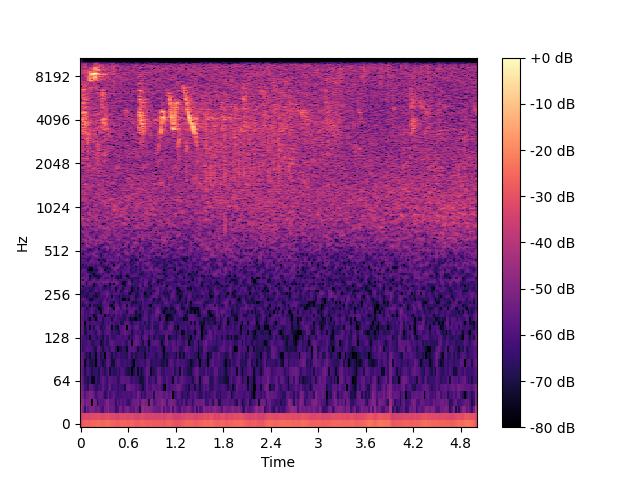 8192
4096
2048
1024
512
256
128
64
0
Hz
0 0.6 1.2 1.8 2.4 3 3.6 4.2 4.8
Time
+0 dB
-10 dB
-20 dB
-30 dB
-40 dB
-50 dB
-60 dB
-70 dB
-80 dB